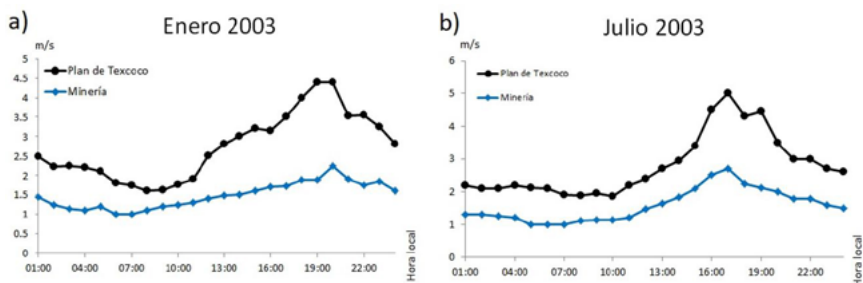 a)
Enero 2003
m/s
5
4.5
4
3.5
3
2.5
2
1.5
1
0.5
0
Plan de Texcoco
Minería
01:00 04:00 07:00 10:00 13:00 16:00 19:00 22:00
Hora local
b)
Julio 2003
m/s
6
5
4
3
2
1
0
Plan de Texcoco
Minería
01:00 04:00 07:00 10:00 13:00 16:00 19:00 22:00
Hora local